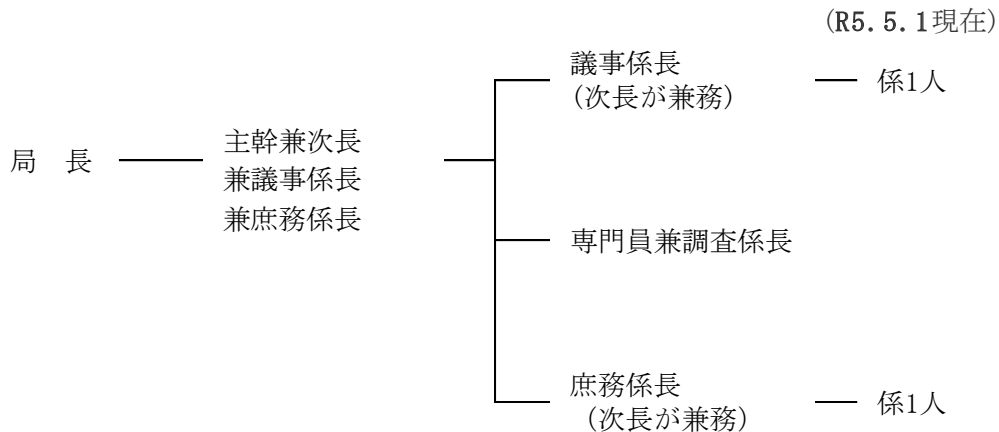 (R5.5.1現在)
局　長
主幹兼次長
兼議事係長
兼庶務係長
議事係長
(次長が兼務)
係1人
専門員兼調査係長
庶務係長
(次長が兼務)
係1人